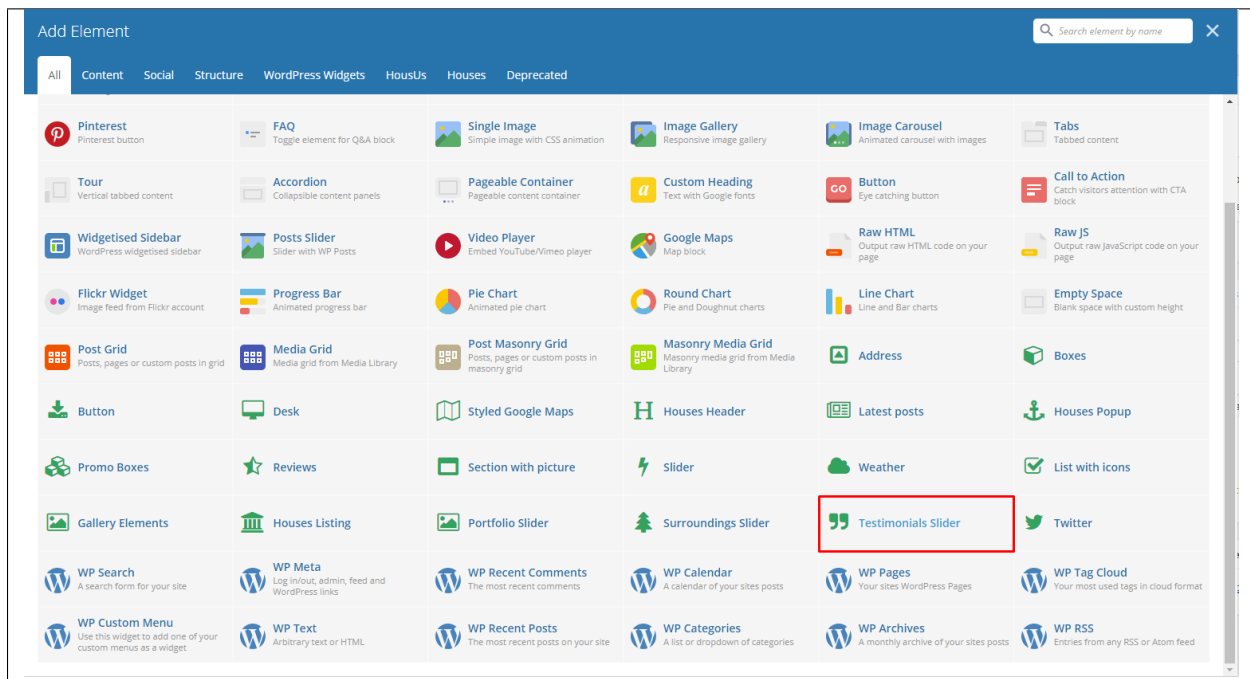 Add Element
Search element by name
All Content Social Structure WordPress Widgets HousUs Houses Deprecated
Pinterest
Pinterest button
FAQ
Toggle element for Q&A block
Single Image
Simple image with CSS animation
Image Gallery
Responsive image gallery
Image Carousel
Animated carousel with images
Tabs
Tabbed content
Tour
Vertical tabbed content
Accordion
Collapsible content panels
Pageable Container
Pageable content container
a
Custom Heading
Text with Google fonts
GO
Button
Eye catching button
Call to Action
Catch visitors attention with CTA
block
Widgetised Sidebar
WordPress widgetised sidebar
Posts Slider
Slider with WP Posts
Video Player
Embed YouTube/Vimeo player
Google Maps
Map block
Raw HTML
Output raw HTML code on your
page
Raw JS
Output raw JavaScript code on your
page
Flickr Widget
Image feed from Flickr account
Progress Bar
Animated progress bar
Pie Chart
Animated pie chart
Round Chart
Pie and Doughnut charts
Line Chart
Line and Bar charts
Empty Space
Blank space with custom height
Post Grid
Posts, pages or custom posts in grid
Media Grid
Media grid from Media Library
Post Masonry Grid
Posts, pages or custom posts in
masonry grid
Masonry Media Grid
Masonry media grid from Media
Library
Address
Boxes
Button
Desk
Styled Google Maps
H Houses Header
Latest posts
Houses Popup
Promo Boxes
Reviews
Section with picture
Slider
Weather
List with icons
Gallery Elements
Houses Listing
Portfolio Slider
Surroundings Slider
Testimonials Slider
Twitter
WP Search
A search form for your site
WP Meta
Log in/out, admin, feed and
WordPress links
WP Recent Comments
The most recent comments
WP Calendar
A calendar of your sites posts
WP Pages
Your sites WordPress Pages
WP Tag Cloud
Your most used tags in cloud format
WP Custom Menu
Use this widget to add one of your
custom menus as a widget
WP Text
Arbitrary text or HTML
WP Recent Posts
The most recent posts on your site
WP Categories
A list or dropdown of categories
WP Archives
A monthly archive of your sites posts
WP RSS
Entries from any RSS or Atom feed